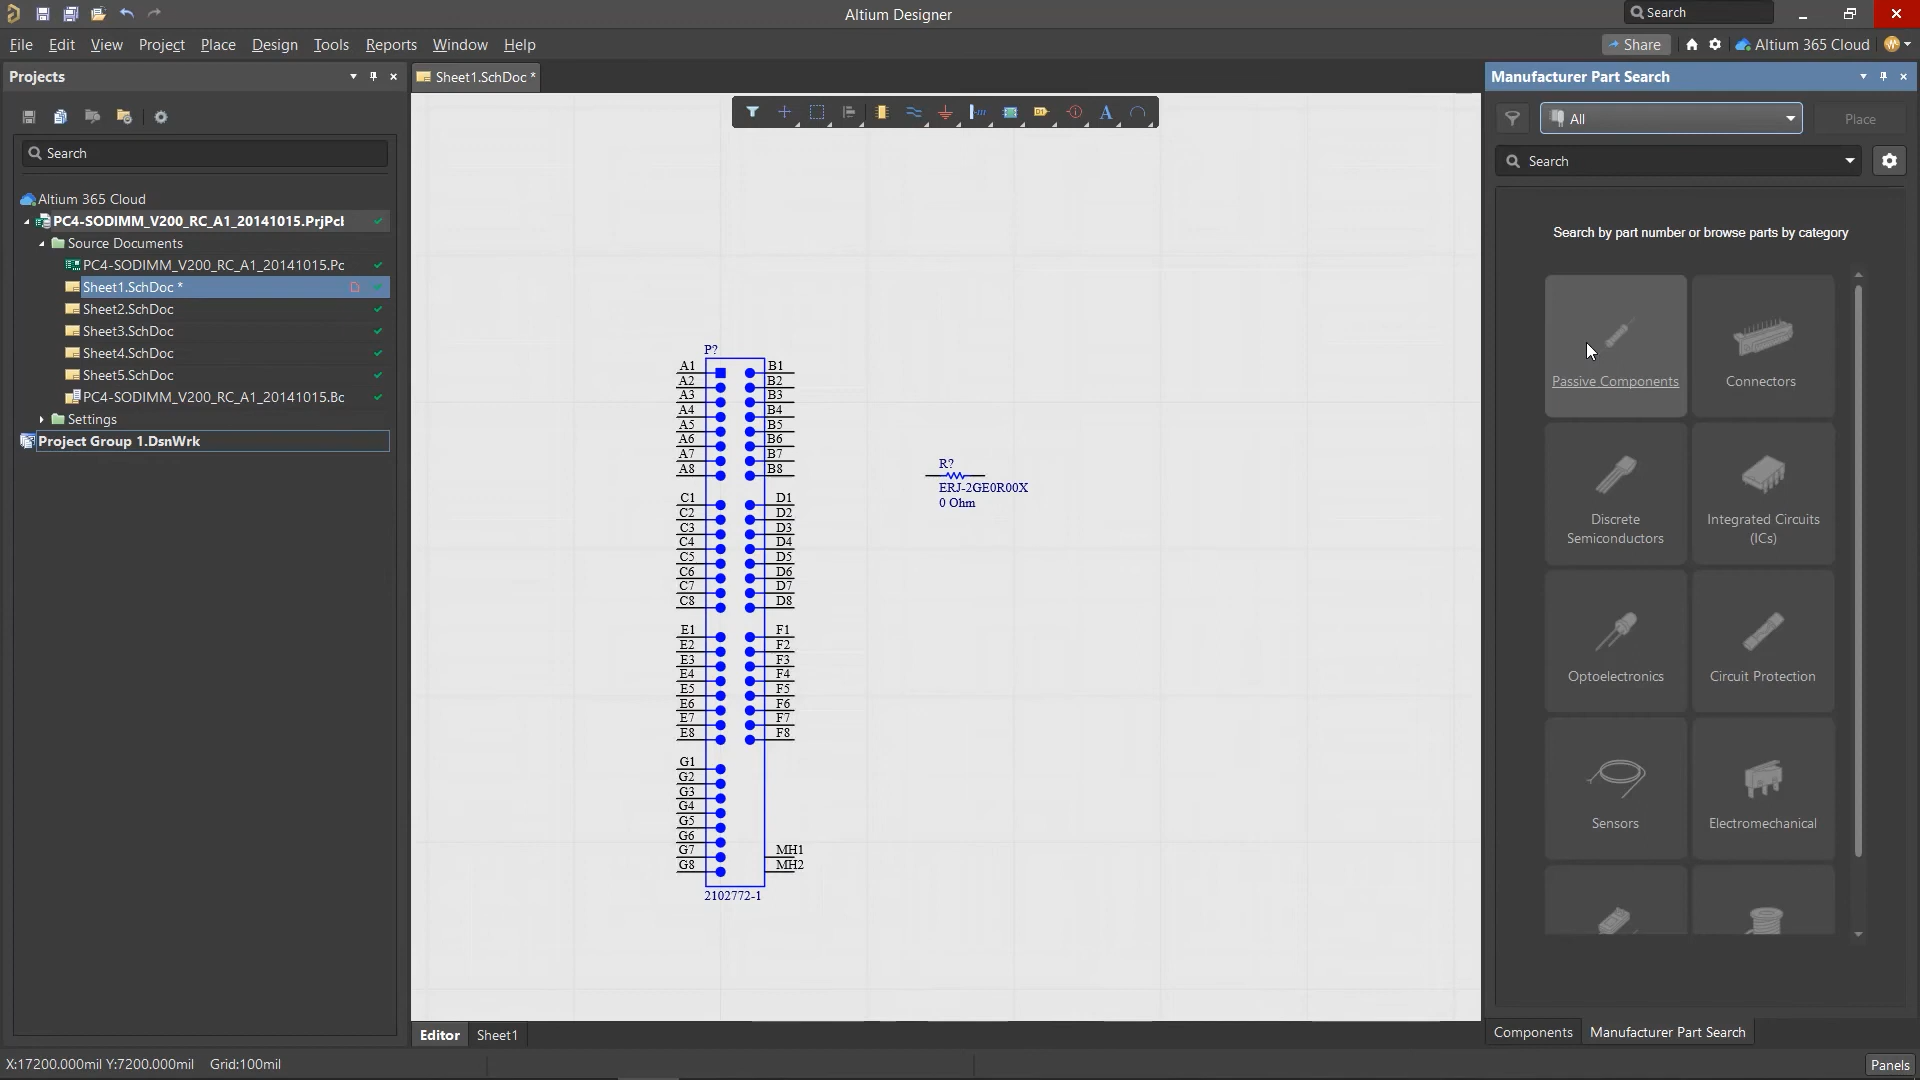 Altium Designer
Search
File Edit View Project Place Design Tools Reports Window Help
Share
Altium 365 Cloud
Projects
Search
Altium 365 Cloud
PC4-SODIMM_V200_RC_A1_20141015.PrjPcb
Source Documents
PC4-SODIMM_V200_RC_A1_20141015.Pc
Sheet1.SchDoc *
Sheet2.SchDoc
Sheet3.SchDoc
Sheet4.SchDoc
Sheet5.SchDoc
PC4-SODIMM_V200_RC_A1_20141015.Bc
Settings
Project Group 1.DsnWrk
Sheet1.SchDoc *
P?
A1 B1
A2 B2
A3 B3
A4 B4
A5 B5
A6 B6
A7 B7
A8 B8
C1 D1
C2 D2
C3 D3
C4 D4
C5 D5
C6 D6
C7 D7
C8 D8
E1 F1
E2 F2
E3 F3
E4 F4
E5 F5
E6 F6
E7 F7
E8 F8
G1
G2
G3
G4
G5
G6
G7 MH1
G8 MH2
2102772-1
R?
ERJ-2GE0R00X
0 Ohm
Manufacturer Part Search
All
Place
Search
Search by part number or browse parts by category
Passive Components
Connectors
Discrete
Semiconductors
Integrated Circuits
(ICs)
Optoelectronics
Circuit Protection
Sensors
Electromechanical
Editor Sheet1
Components Manufacturer Part Search
X:17200.000mil Y:7200.000mil Grid:100mil
Panels